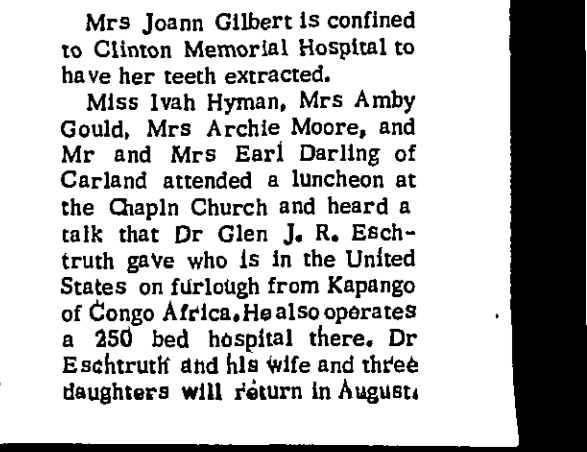 Mrs Joann Gilbert is confined
to Clinton Memorial Hospital to
have her teeth extracted.
Miss Ivah Hyman, Mrs Amby
Gould, Mrs Archie Moore, and
Mr and Mrs Earl Darling of
Carland attended a luncheon at
the Chapin Church and heard a
talk that Dr Glen J. R. Esch-
truth gave who is in the United
States on furlough from Kapango
of Congo Africa. He also operates
a 250 bed hospital there. Dr
Eschtruth and his wife and three
daughters will return in August.